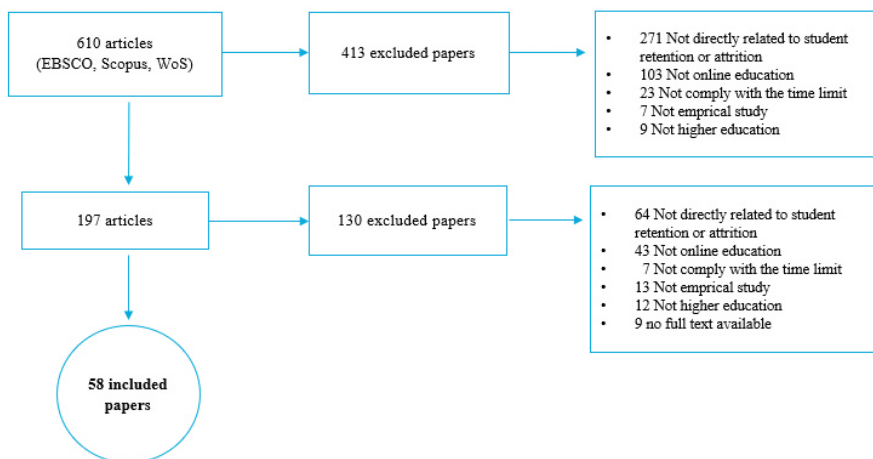 610 articles
(EBSCO, Scopus, WoS)
413 excluded papers
• 271 Not directly related to student
retention or attrition
• 103 Not online education
• 23 Not comply with the time limit
• 7 Not emprical study
• 9 Not higher education
197 articles
130 excluded papers
• 64 Not directly related to student
retention or attrition
• 43 Not online education
• 7 Not comply with the time limit
• 13 Not emprical study
• 12 Not higher education
• 9 no full text available
58 included
papers